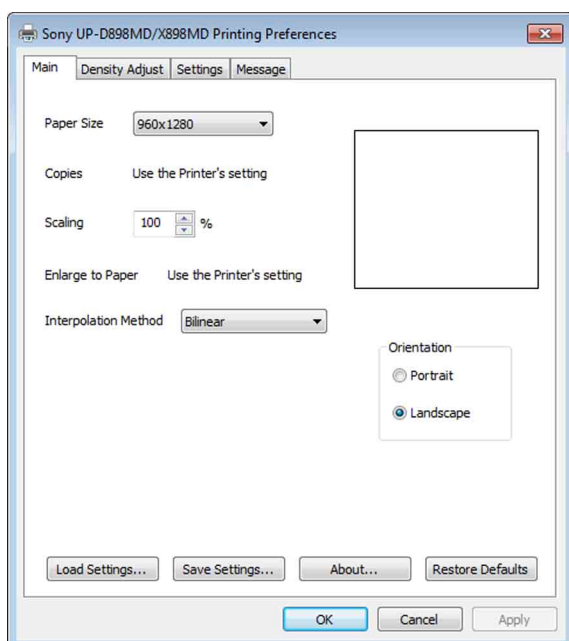 Sony UP-D898MD/X898MD Printing Preferences
Main Density Adjust Settings Message
Paper Size 960x1280
Copies Use the Printer's setting
Scaling 100 %
Enlarge to Paper Use the Printer's setting
Interpolation Method Bilinear
Orientation
Portrait
Landscape
Load Settings... Save Settings... About... Restore Defaults
OK Cancel Apply